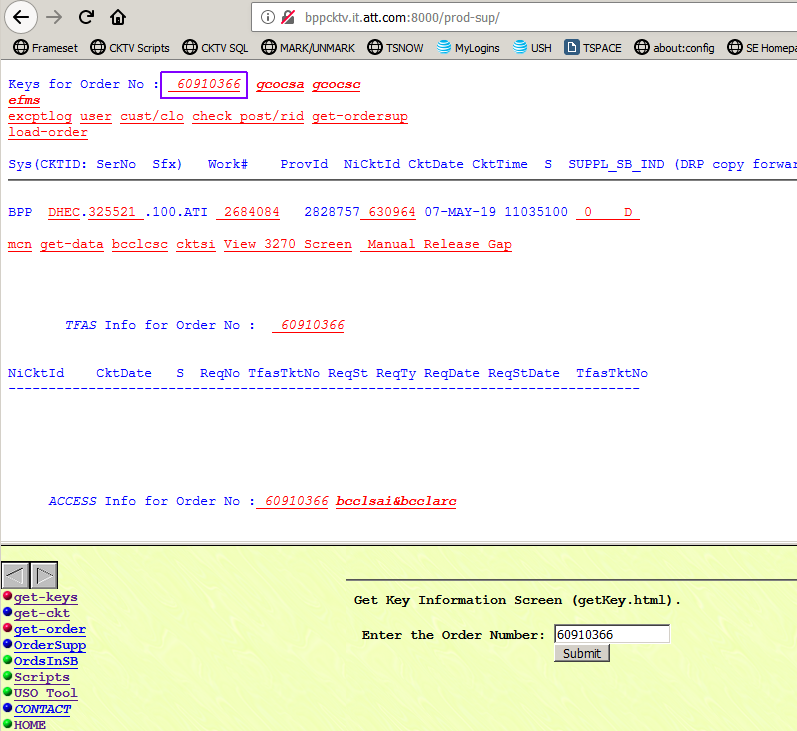 bppcktv.it.att.com:8000/prod-sup/
Frameset CKTV Scripts CKTV SQL MARK/UNMARK TSNOW MyLogins USH TSPACE about:config SE Homepa
Keys for Order No : 60910366 gcocsa gcocsc
efms
excptlog user cust/clo check post/rid get-ordersup
load-order
Sys(CKTID: SerNo Sfx) Work# ProvId NiCktId CktDate CktTime S SUPPL_SB_IND (DRP copy forwar
BPP DHEC.325521 .100.ATI 2684084 2828757 630964 07-MAY-19 11035100 0 D
mcn get-data bcclcsc cktsi View 3270 Screen Manual Release Gap
TFAS Info for Order No : 60910366
NiCktId CktDate S ReqNo TfasTktNo ReqSt ReqTy ReqDate ReqStDate TfasTktNo
--------------------------------------------------------------------------------
ACCESS Info for Order No : 60910366 bcclsai&bcclarc
get-keys
get-ckt
get-order
OrderSupp
OrdsInSB
Scripts
USO Tool
CONTACT
HOME
Get Key Information Screen (getKey.html).
Enter the Order Number: 60910366
Submit